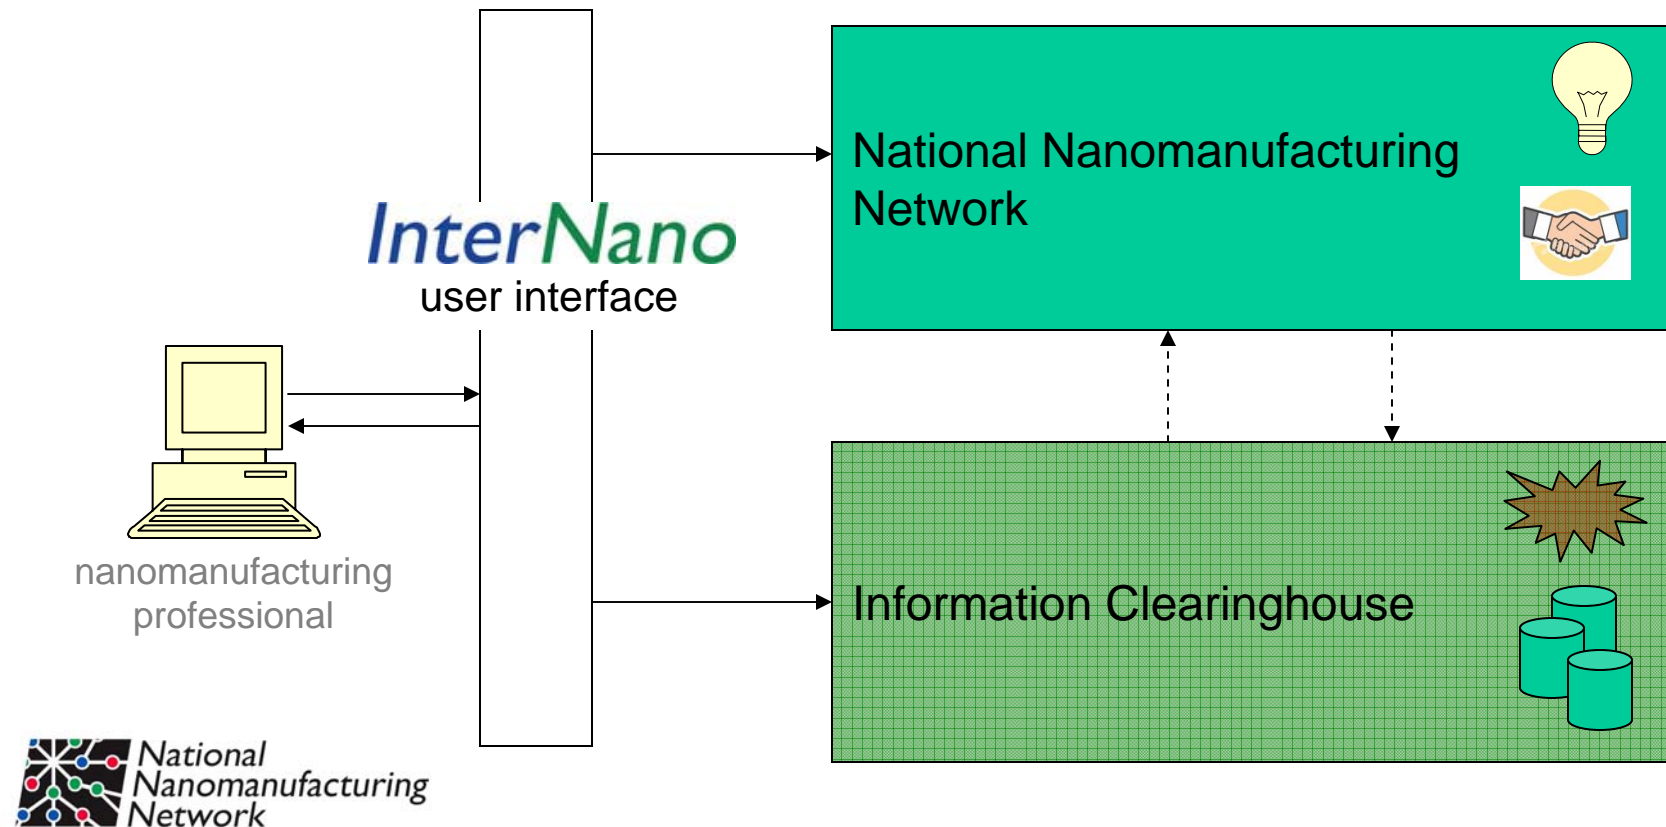 National Nanomanufacturing
Network
InterNano
user interface
nanomanufacturing
professional
Information Clearinghouse
National
Nanomanufacturing
Network